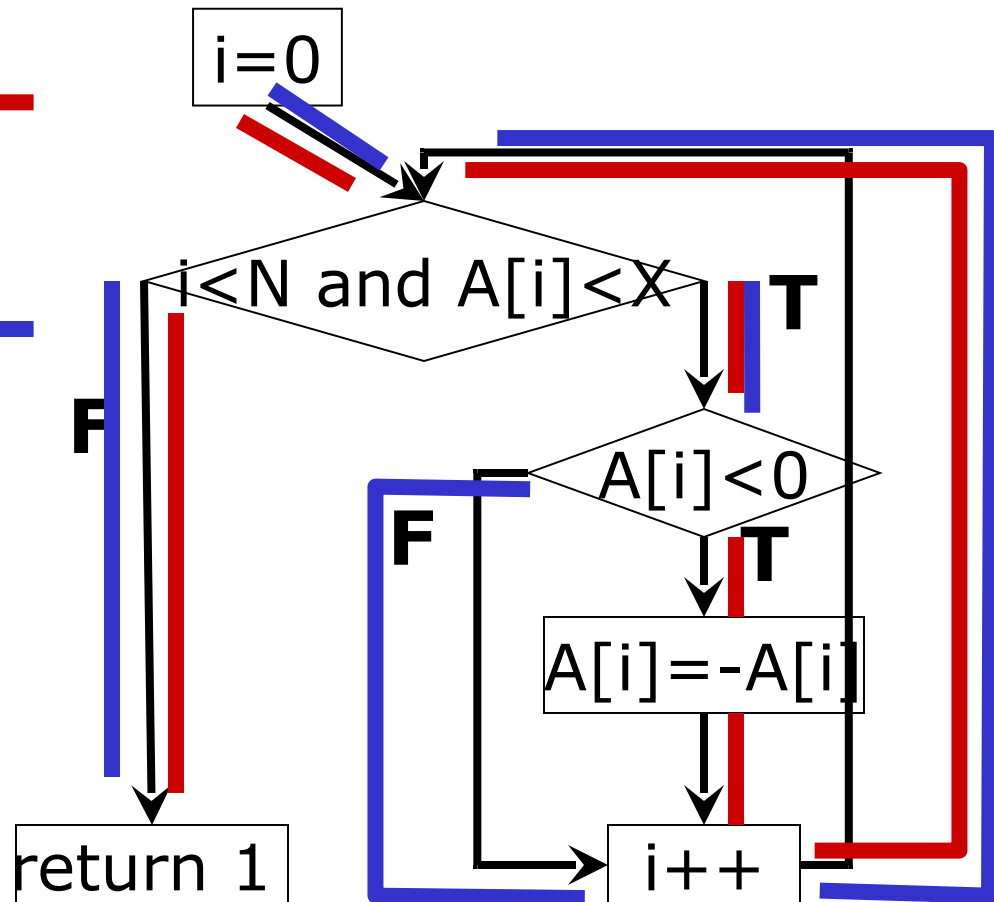 i=0
i<N and A[i]<X
T
F
A[i]<0
F
T
A[i]=-A[i]
return 1
i++